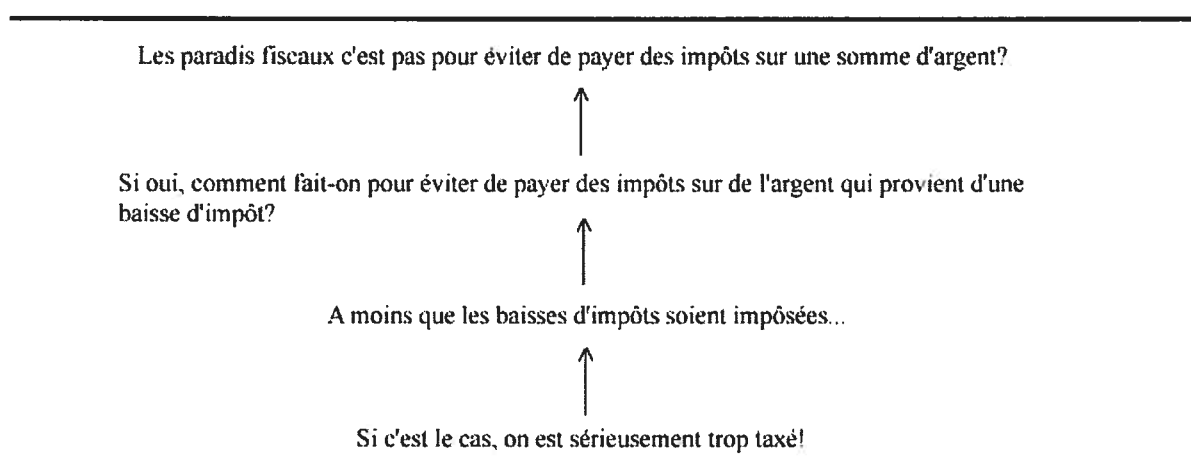 Les paradis fiscaux c'est pas pour éviter de payer des impôts sur une somme d'argent?
Si oui, comment fait-on pour éviter de payer des impôts sur de l'argent qui provient d'une
baisse d'impôt?
A moins que les baisses d'impôts soient impôsées...
Si c'est le cas, on est sérieusement trop taxé!